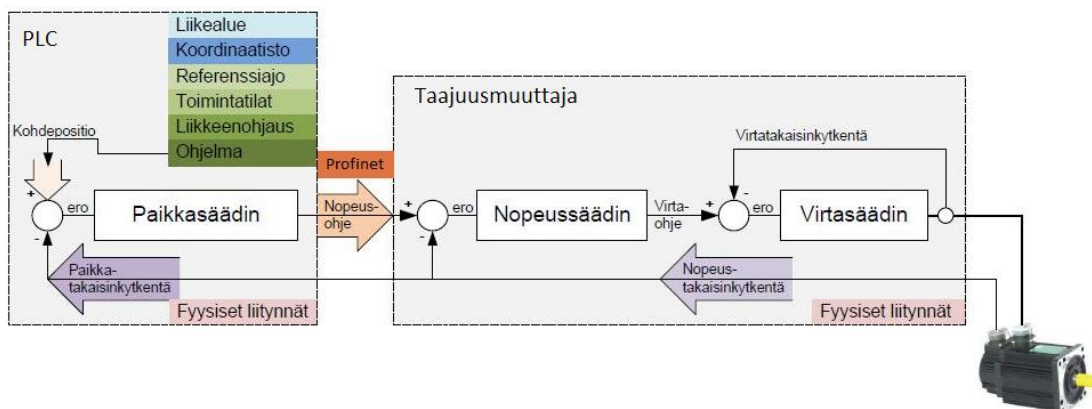 PLC
Liikealue
Koordinaatisto
Referenssiajo
Toimintatilat
Liikkeenohjaus
Ohjelma
Kohdepositio
+
-
ero
Paikkasäädin
Profinet
Nopeus-
ohje
Paikka-
takaisinkytkentä
Fyysiset liitynnät
Taajuusmuuttaja
+
-
ero
Nopeussäädin
Virta-
ohje
Virtatakaisinkytkentä
-
+
ero
Virtasäädin
Nopeus-
takaisinkytkentä
Fyysiset liitynnät